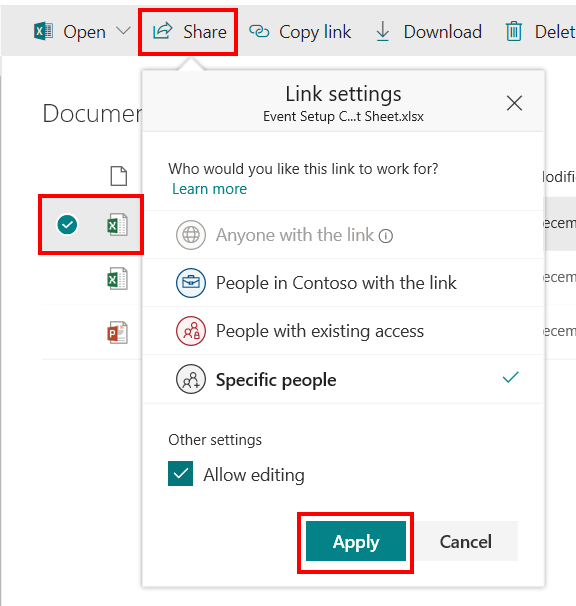 Open Share Copy link Download Delet
Link settings
Event Setup C...t Sheet.xlsx
Documen
Who would you like this link to work for?
Learn more
Modifie
Anyone with the link
ecem
People in Contoso with the link
ecem
People with existing access
ecem
Specific people
Other settings
Allow editing
Apply Cancel